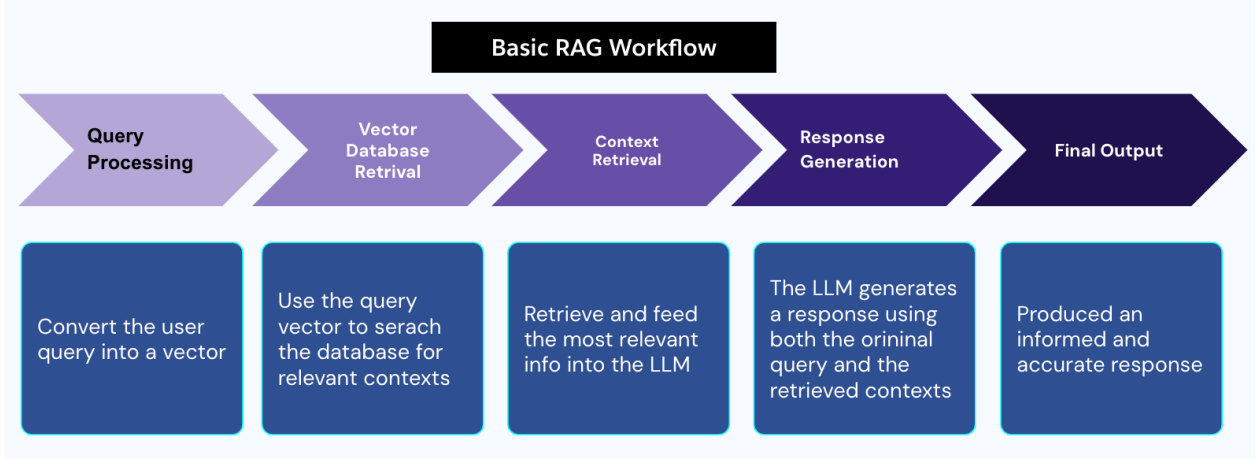 Basic RAG Workflow
Query
Processing
Vector
Database
Retrival
Context
Retrieval
Response
Generation
Final Output
Convert the user
query into a vector
Use the query
vector to serach
the database for
relevant contexts
Retrieve and feed
the most relevant
info into the LLM
The LLM generates
a response using
both the orininal
query and the
retrieved contexts
Produced an
informed and
accurate response